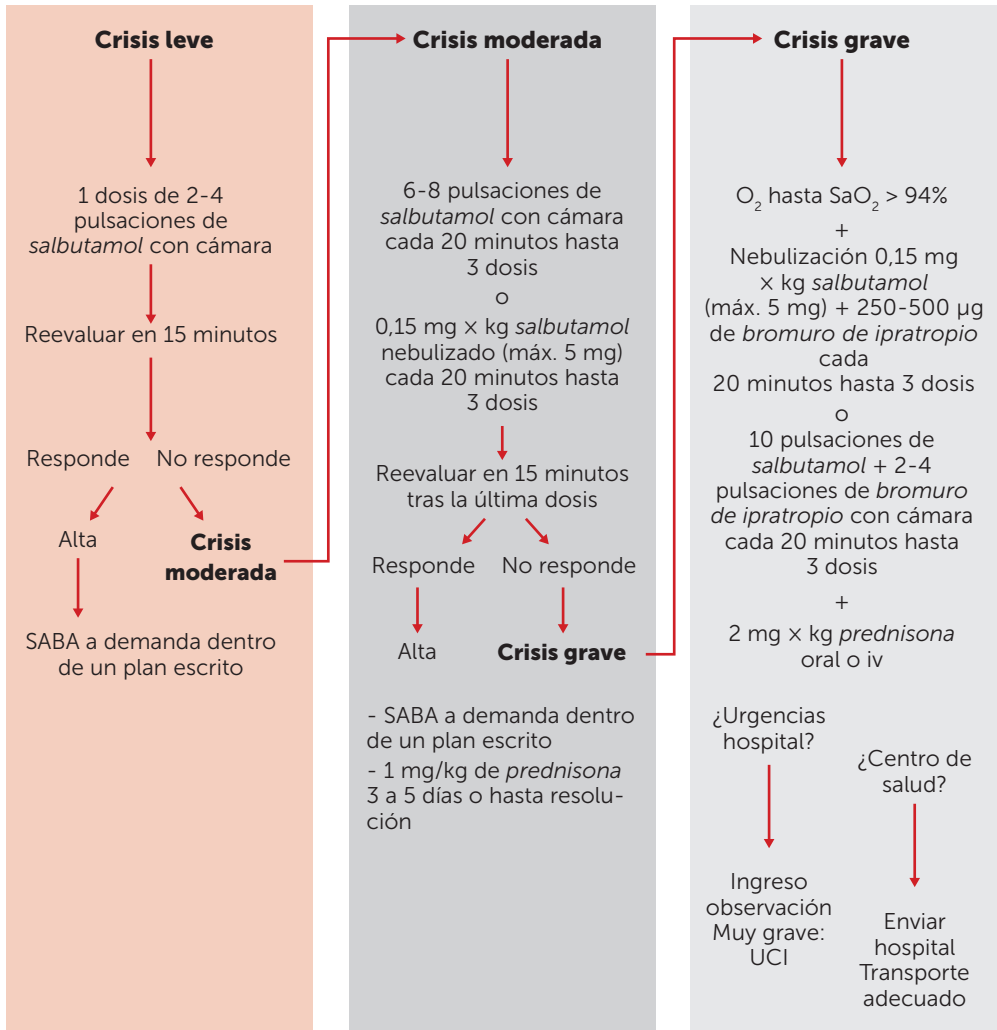 Crisis leve
1 dosis de 2-4
pulsaciones de
salbutamol con cámara
Reevaluar en 15 minutos
Responde
No responde
Alta
Crisis
moderada
SABA a demanda dentro
de un plan escrito
Crisis moderada
6-8 pulsaciones de
salbutamol con cámara
cada 20 minutos hasta
3 dosis
o
0,15 mg × kg salbutamol
nebulizado (máx. 5 mg)
cada 20 minutos hasta
3 dosis
Reevaluar en 15 minutos
tras la última dosis
Responde
No responde
Alta
Crisis grave
- SABA a demanda dentro
de un plan escrito
- 1 mg/kg de prednisona
3 a 5 días o hasta resolu-
ción
Crisis grave
O₂ hasta SaO₂ > 94%
+
Nebulización 0,15 mg
× kg salbutamol
(máx. 5 mg) + 250-500 µg
de bromuro de ipratropio
cada
20 minutos hasta 3 dosis
o
10 pulsaciones de
salbutamol + 2-4
pulsaciones de bromuro
de ipratropio con cámara
cada 20 minutos hasta
3 dosis
+
2 mg × kg prednisona
oral o iv
¿Urgencias
hospital?
Ingreso
observación
Muy grave:
UCI
¿Centro de
salud?
Enviar
hospital
Transporte
adecuado